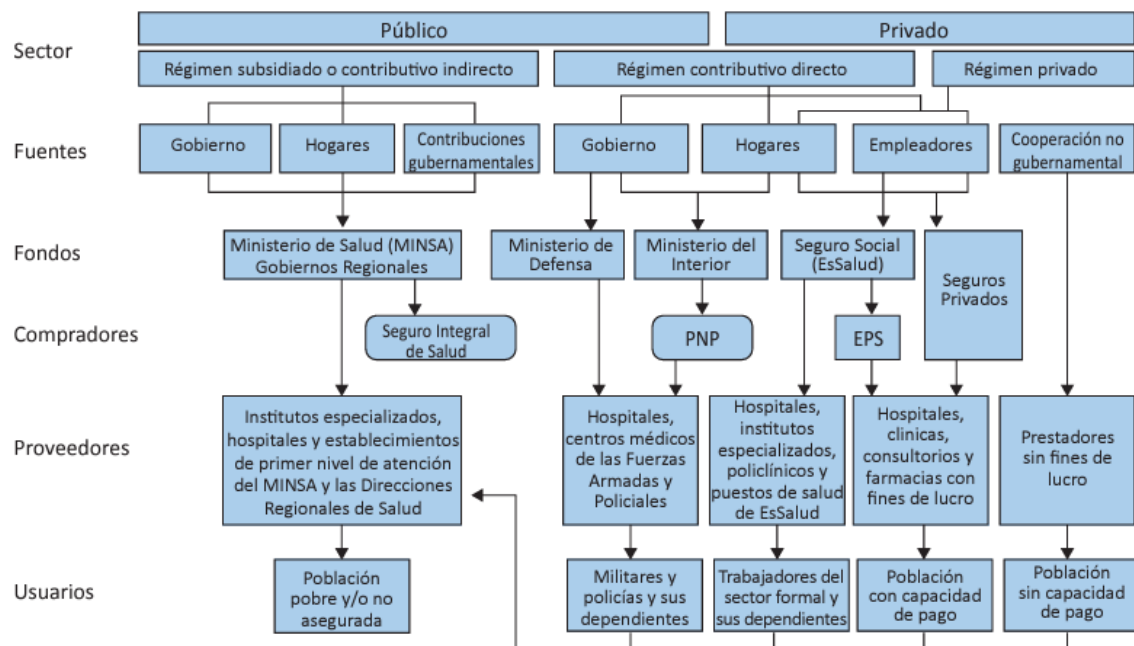 Sector
Público
Privado
Régimen subsidiado o contributivo indirecto
Régimen contributivo directo
Régimen privado
Fuentes
Gobierno
Hogares
Contribuciones
gubernamentales
Gobierno
Hogares
Empleadores
Cooperación no
gubernamental
Fondos
Ministerio de Salud (MINSA)
Gobiernos Regionales
Ministerio de
Defensa
Ministerio del
Interior
Seguro Social
(EsSalud)
Seguros
Privados
Compradores
Seguro Integral
de Salud
PNP
EPS
Proveedores
Institutos especializados,
hospitales y establecimientos
de primer nivel de atención
del MINSA y las Direcciones
Regionales de Salud
Hospitales,
centros médicos
de las Fuerzas
Armadas y
Policiales
Hospitales,
institutos
especializados,
policlínicos y
puestos de salud
de EsSalud
Hospitales,
clinicas,
consultorios y
farmacias con
fines de lucro
Prestadores
sin fines de
lucro
Usuarios
Población
pobre y/o no
asegurada
Militares y
policías y sus
dependientes
Trabajadores del
sector formal y
sus dependientes
Población
con capacidad
de pago
Población
sin capacidad
de pago